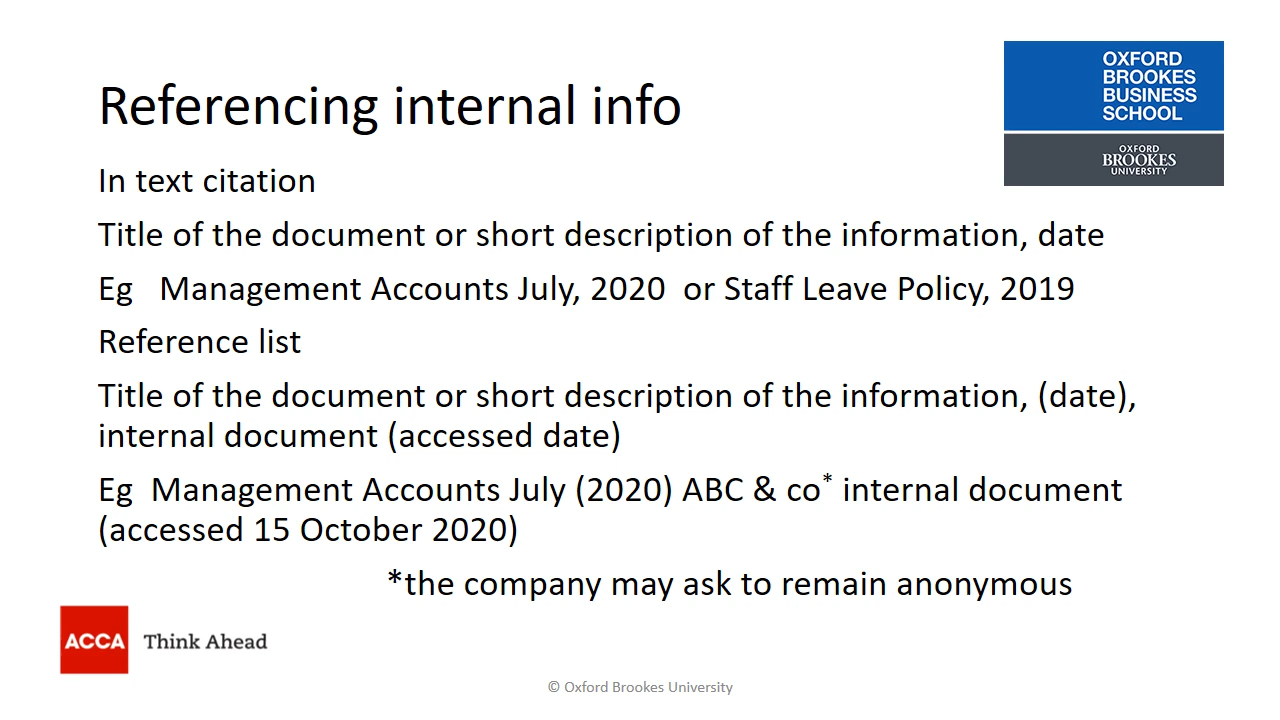 OXFORD
BROOKES
BUSINESS
SCHOOL
OXFORD
BROOKES
UNIVERSITY
Referencing internal info
In text citation
Title of the document or short description of the information, date
Eg   Management Accounts July, 2020  or Staff Leave Policy, 2019
Reference list
Title of the document or short description of the information, (date),
internal document (accessed date)
Eg  Management Accounts July (2020) ABC & co* internal document
(accessed 15 October 2020)
*the company may ask to remain anonymous
ACCA Think Ahead
© Oxford Brookes University